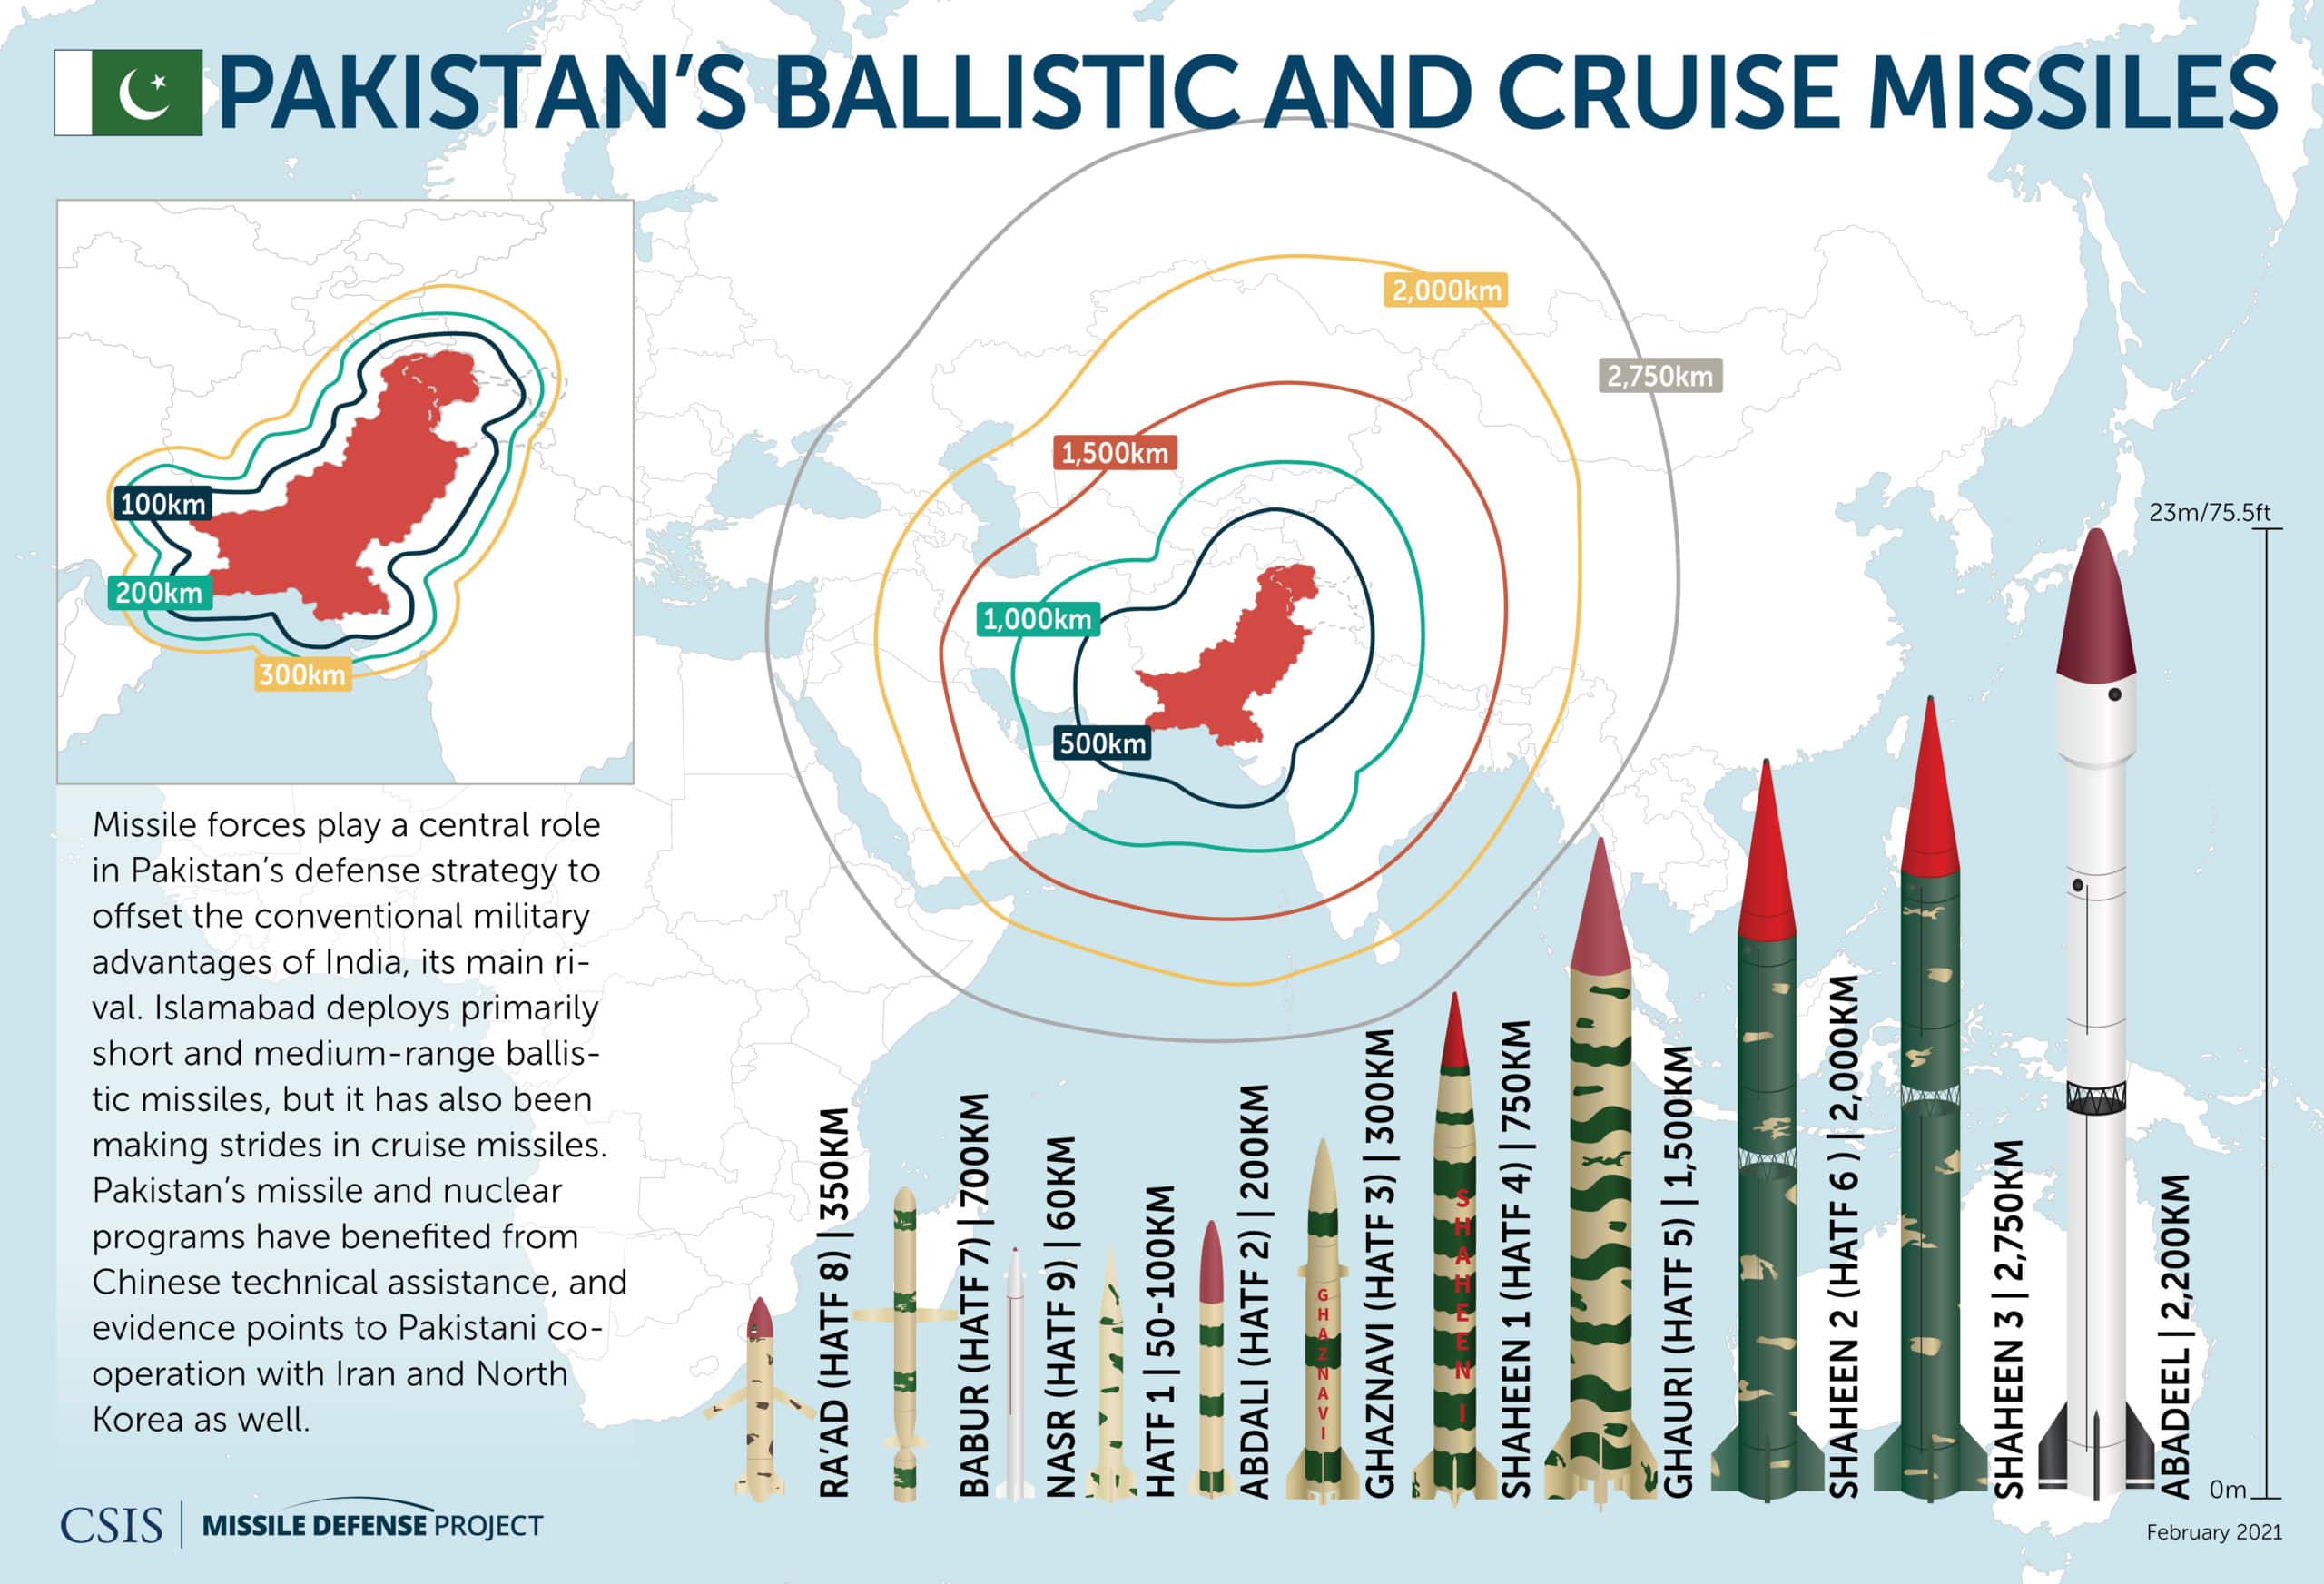 PAKISTAN'S BALLISTIC AND CRUISE MISSILES
100km
200km
300km
2,000km
2,750km
1,500km
1,000km
500km
Missile forces play a central role
in Pakistan's defense strategy to
offset the conventional military
advantages of India, its main ri-
val. Islamabad deploys primarily
short and medium-range ballis-
tic missiles, but it has also been
making strides in cruise missiles.
Pakistan's missile and nuclear
programs have benefited from
Chinese technical assistance, and
evidence points to Pakistani co-
operation with Iran and North
Korea as well.
RA'AD (HATF 8) | 350KM
BABUR (HATF 7) | 700KM
NASR (HATF 9) | 60KM
HATF 1 | 50-100KM
ABDALI (HATF 2) | 200KM
GHAZNAVI
GHAZNAVI (HATF 3) | 300KM
SHAHEEN I
SHAHEEN 1 (HATF 4) | 750KM
GHAURI (HATF 5) | 1,500KM
SHAHEEN 2 (HATF 6 ) | 2,000KM
SHAHEEN 3 | 2,750KM
ABADEEL | 2,200KM
23m/75.5ft
0m
February 2021
CSIS | MISSILE DEFENSE PROJECT